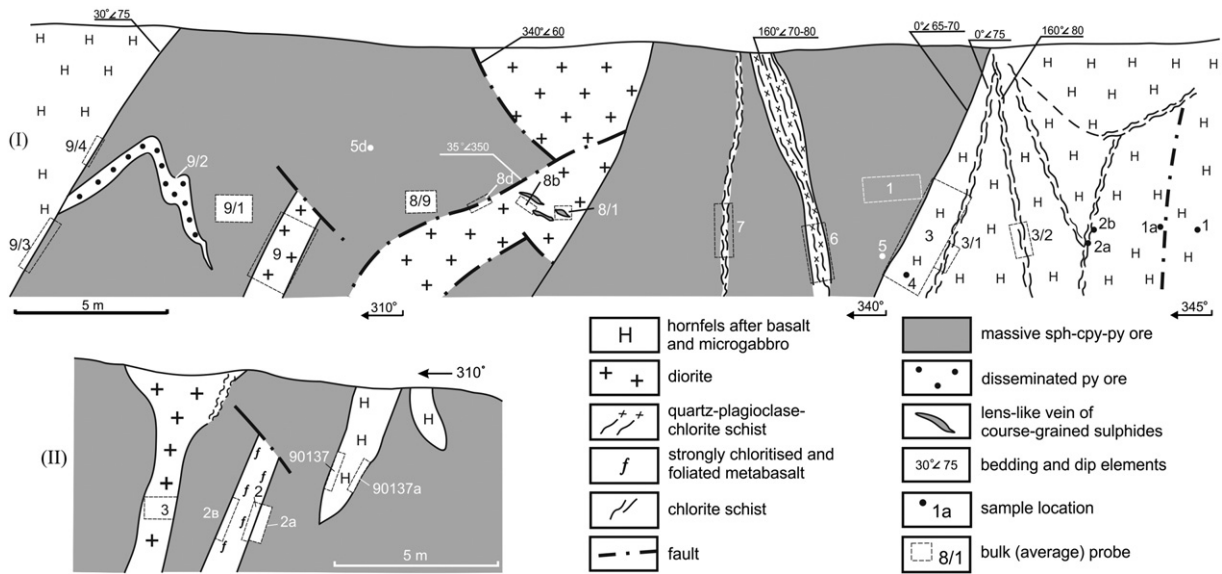 30°∠75
340°∠60
160°∠70-80
0°∠65-70
0°∠75
160°∠80
H H H H H
(I)
9/4
9/2
5d
35°∠350
8d
8b
8/1
9/1
8/9
9/3
9
7
6
1
5
3
4
3/1
3/2
2b
2a
1a
1
5 m
310°
340°
345°
310°
(II)
3
2в
2
2a
90137
90137a
5 m
H
hornfels after basalt
and microgabbro
diorite
quartz-plagioclase-
chlorite schist
f
strongly chloritised and
foliated metabasalt
chlorite schist
fault
massive sph-cpy-py ore
disseminated py ore
lens-like vein of
course-grained sulphides
30°∠75
bedding and dip elements
1a
sample location
8/1
bulk (average) probe